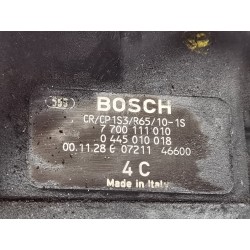 BOSCH
CR/CP1S3/R65/10-1S
7 700 111 010
0 445 010 018
00.11.28 6 07211 46600
4 C
Made in Italy